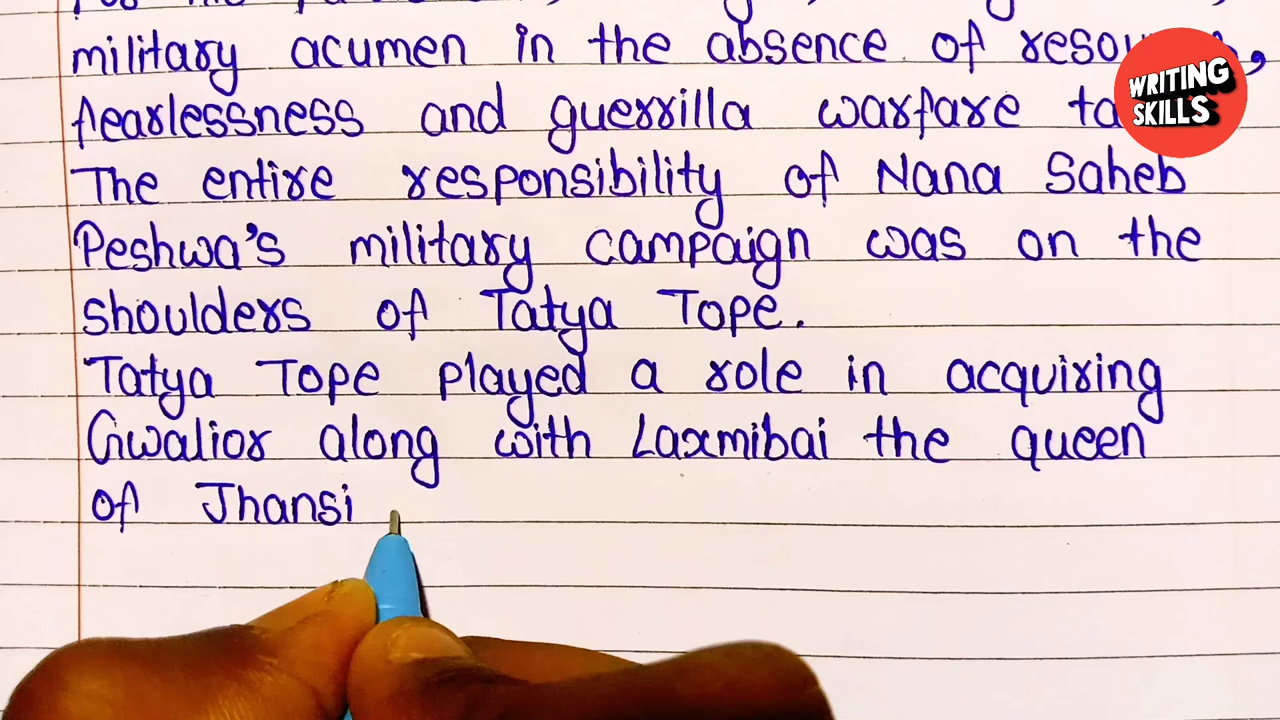 military acumen in the absence of
fearlessness and guerrilla warfare
The entire responsibility of Nana Saheb
Peshwa's military campaign was on the
shoulders of Tatya Tope.
Tatya Tope played a role in acquiring
Gwalior along with Laxmibai the queen
of Jhansi
WRITING
SKILLS